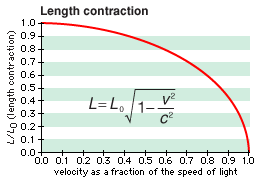 Length contraction
L/L₀ (length contraction)
1.0
0.9
0.8
0.7
0.6
0.5
0.4
0.3
0.2
0.1
0.0
L=L₀√1−v²/c²
0.0 0.1 0.2 0.3 0.4 0.5 0.6 0.7 0.8 0.9 1.0
velocity as a fraction of the speed of light